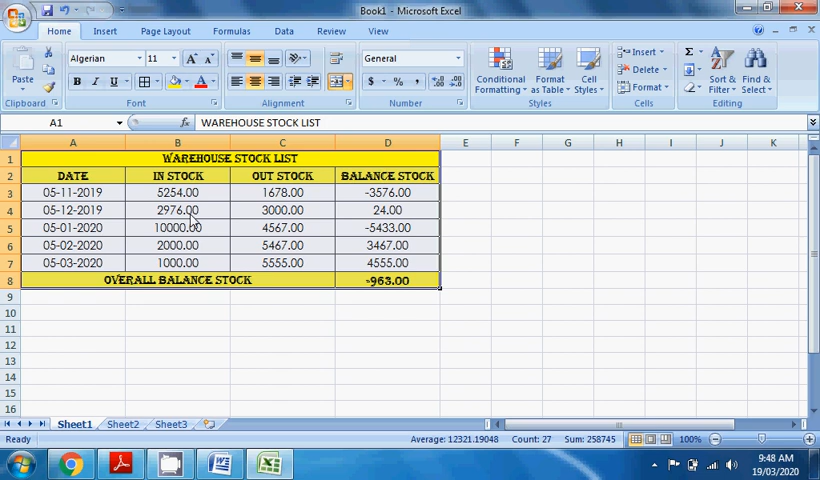 Book1 - Microsoft Excel
Home Insert Page Layout Formulas Data Review View
Paste
Algerian 11
B I U
General
$ % ,
Conditional Formatting
Format as Table
Cell Styles
Insert
Delete
Format
Sort & Filter
Find & Select
Clipboard Font Alignment Number Styles Cells Editing
A1 fx WAREHOUSE STOCK LIST
A B C D E F G H I J K
1 WAREHOUSE STOCK LIST
2 DATE IN STOCK OUT STOCK BALANCE STOCK
3 05-11-2019 5254.00 1678.00 -3576.00
4 05-12-2019 2976.00 3000.00 24.00
5 05-01-2020 10000.00 4567.00 -5433.00
6 05-02-2020 2000.00 5467.00 3467.00
7 05-03-2020 1000.00 5555.00 4555.00
8 OVERALL BALANCE STOCK -963.00
9
10
11
12
13
14
15
16
Sheet1 Sheet2 Sheet3
Ready Average: 12321.19048 Count: 27 Sum: 258745 100%
9:48 AM
19/03/2020